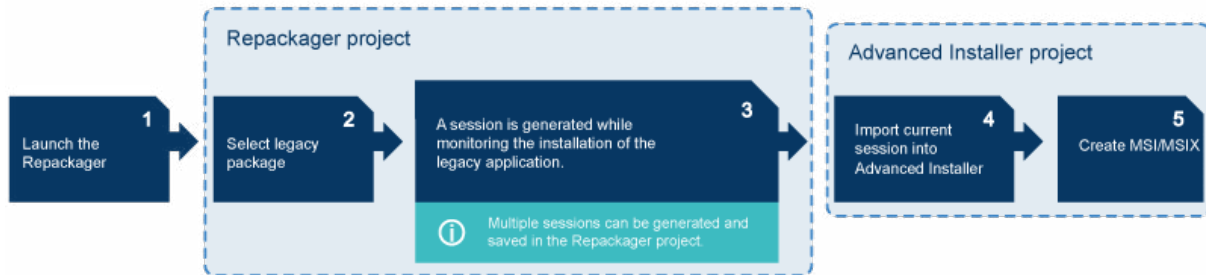 Repackager project
Advanced Installer project
1
Launch the
Repackager
2
Select legacy
package
3
A session is generated while
monitoring the installation of the
legacy application.
Multiple sessions can be generated and
saved in the Repackager project.
4
Import current
session into
Advanced Installer
5
Create MSI/MSIX